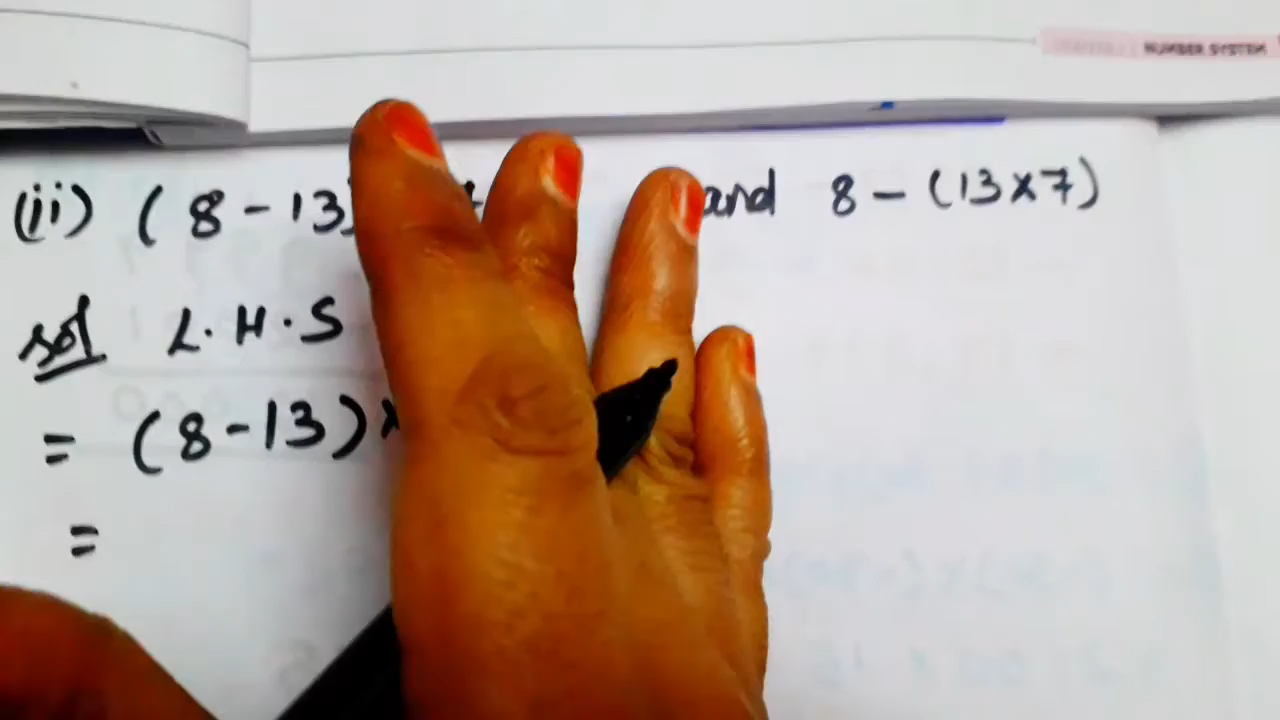 NUMBER SYSTEM
(ii) (8-13) and 8-(13×7)
sol L.H.S
= (8-13)×
=